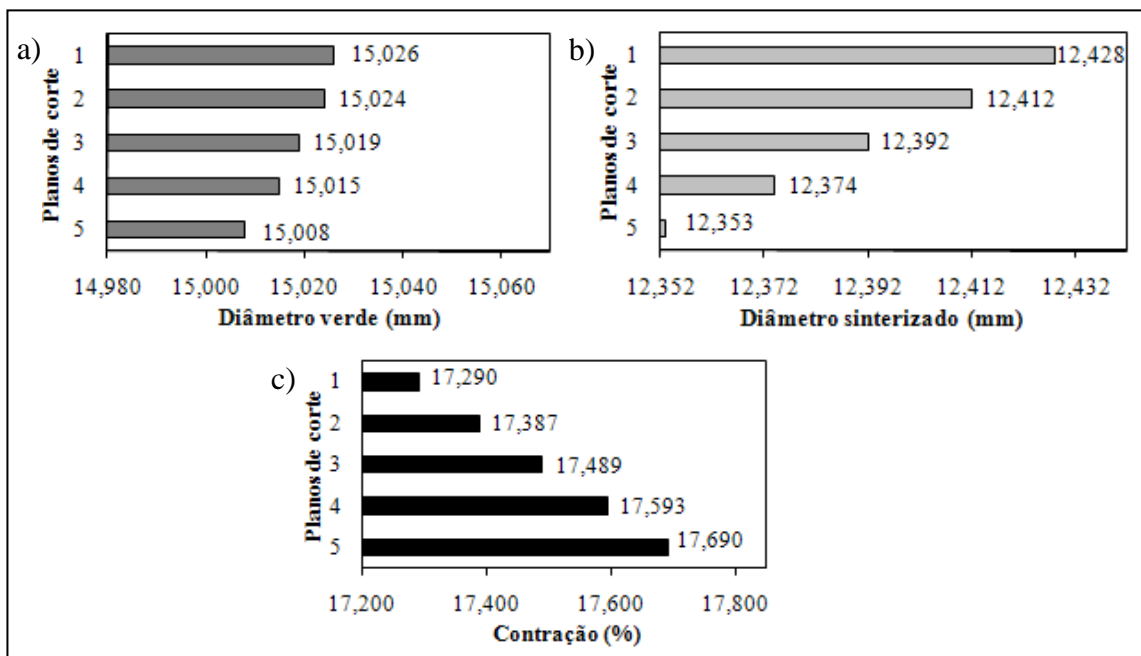 a)
Planos de corte
1 15,026
2 15,024
3 15,019
4 15,015
5 15,008
14,980 15,000 15,020 15,040 15,060
Diâmetro verde (mm)
b)
Planos de corte
1 12,428
2 12,412
3 12,392
4 12,374
5 12,353
12,352 12,372 12,392 12,412 12,432
Diâmetro sinterizado (mm)
c)
Planos de corte
1 17,290
2 17,387
3 17,489
4 17,593
5 17,690
17,200 17,400 17,600 17,800
Contração (%)